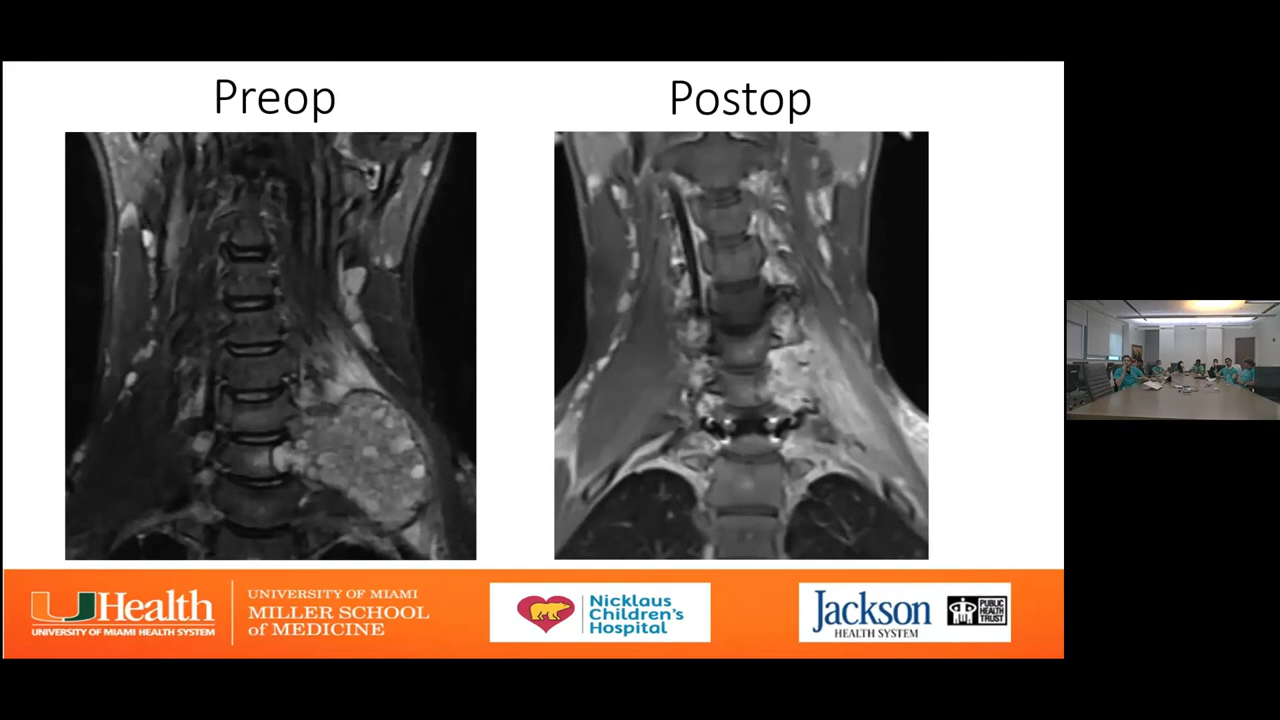 Preop
Postop
UHealth
UNIVERSITY OF MIAMI HEALTH SYSTEM
UNIVERSITY OF MIAMI
MILLER SCHOOL
of MEDICINE
Nicklaus
Children's
Hospital
Jackson
HEALTH SYSTEM
PUBLIC
HEALTH
TRUST